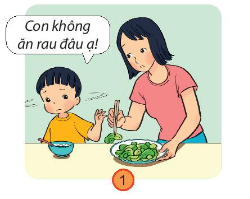 Con không
ăn rau đâu ạ!
1